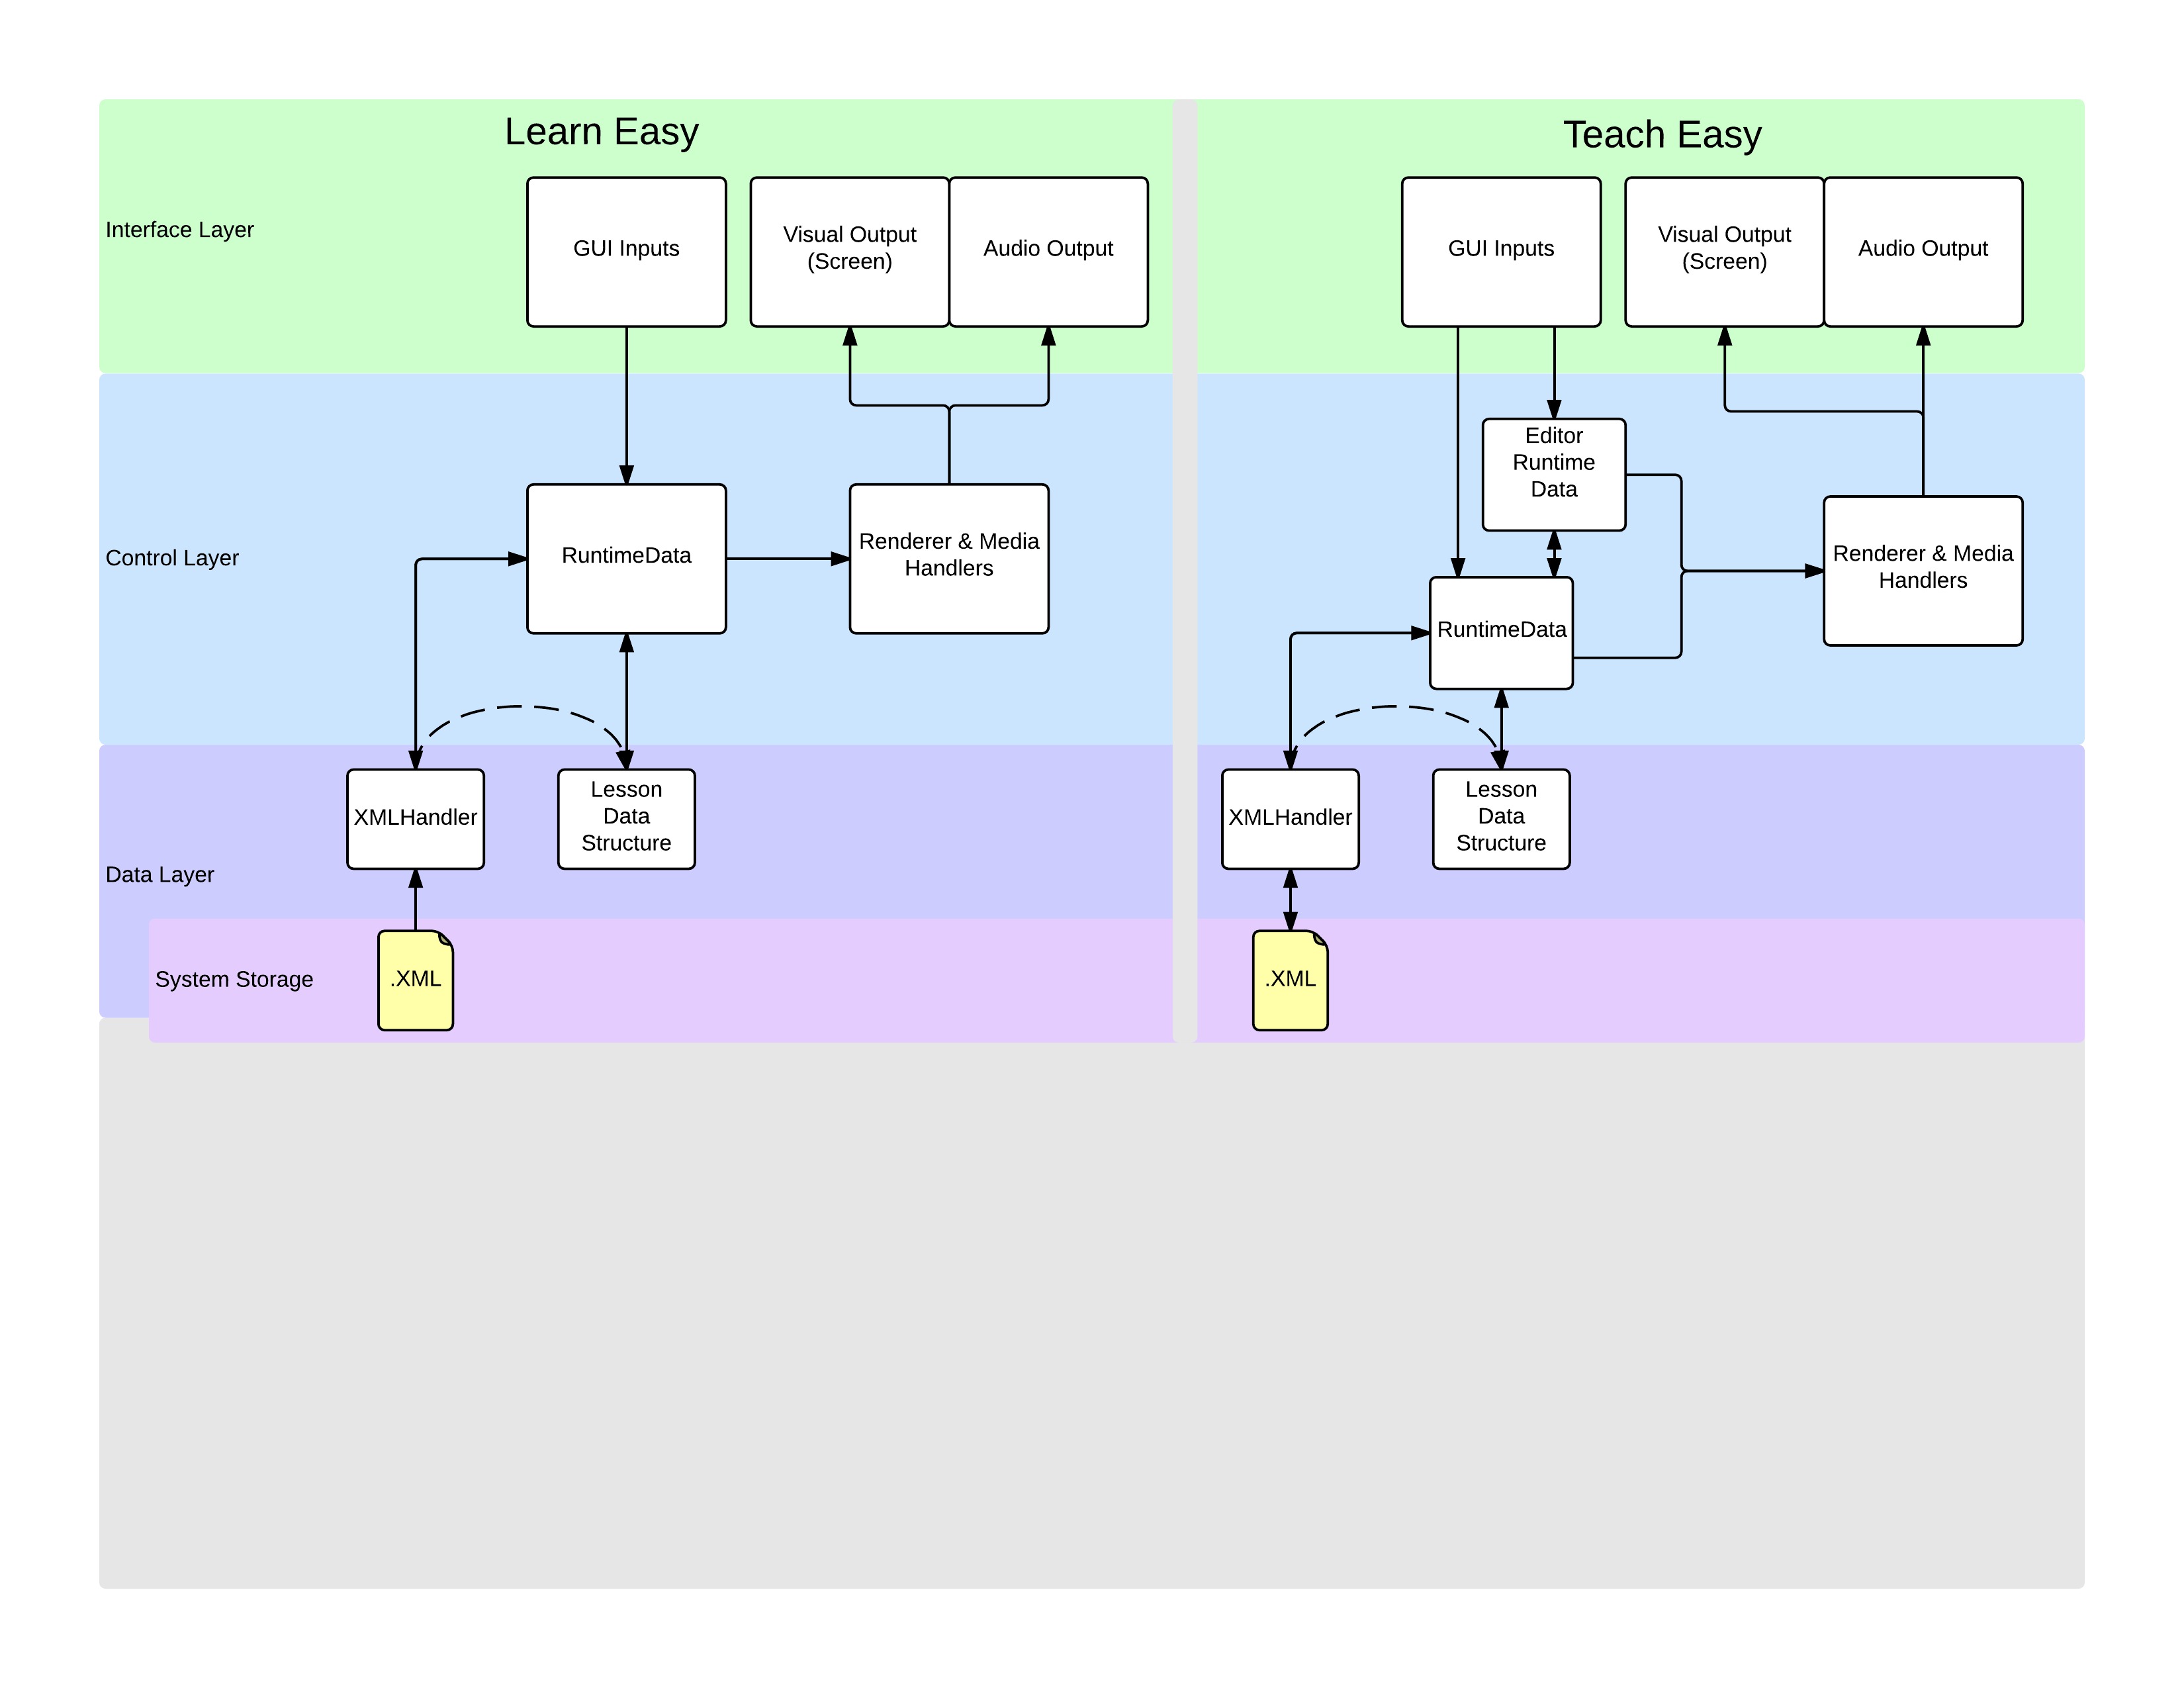 Learn Easy
Teach Easy
Interface Layer
GUI Inputs
Visual Output
(Screen)
Audio Output
GUI Inputs
Visual Output
(Screen)
Audio Output
Control Layer
RuntimeData
Renderer & Media
Handlers
Editor
Runtime
Data
RuntimeData
Renderer & Media
Handlers
Data Layer
XMLHandler
Lesson
Data
Structure
XMLHandler
Lesson
Data
Structure
System Storage
.XML
.XML